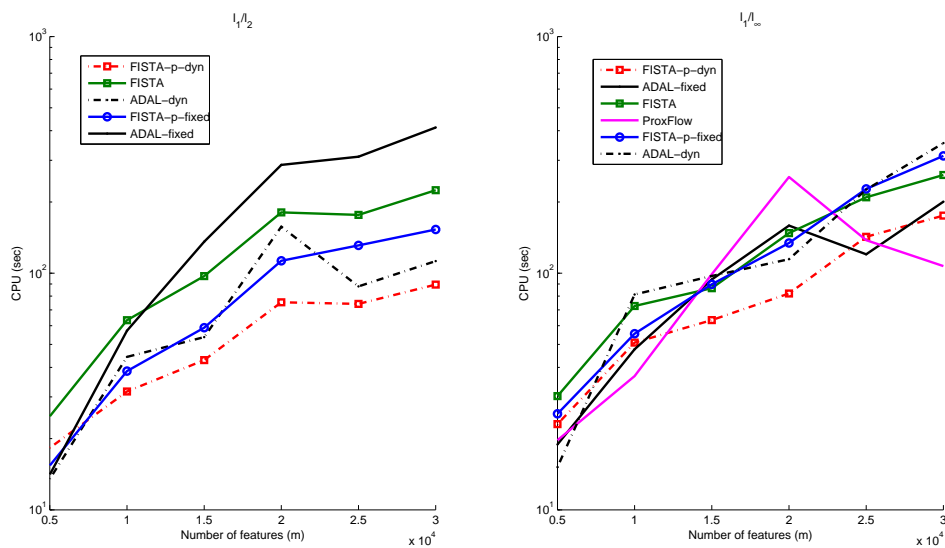 l1/l2
10^3
10^2
10^1
CPU (sec)
FISTA−p−dyn
FISTA
ADAL−dyn
FISTA−p−fixed
ADAL−fixed
0.5 1 1.5 2 2.5 3
x 10^4
Number of features (m)
l1/l∞
10^3
10^2
10^1
CPU (sec)
FISTA−p−dyn
ADAL−fixed
FISTA
ProxFlow
FISTA−p−fixed
ADAL−dyn
0.5 1 1.5 2 2.5 3
x 10^4
Number of features (m)